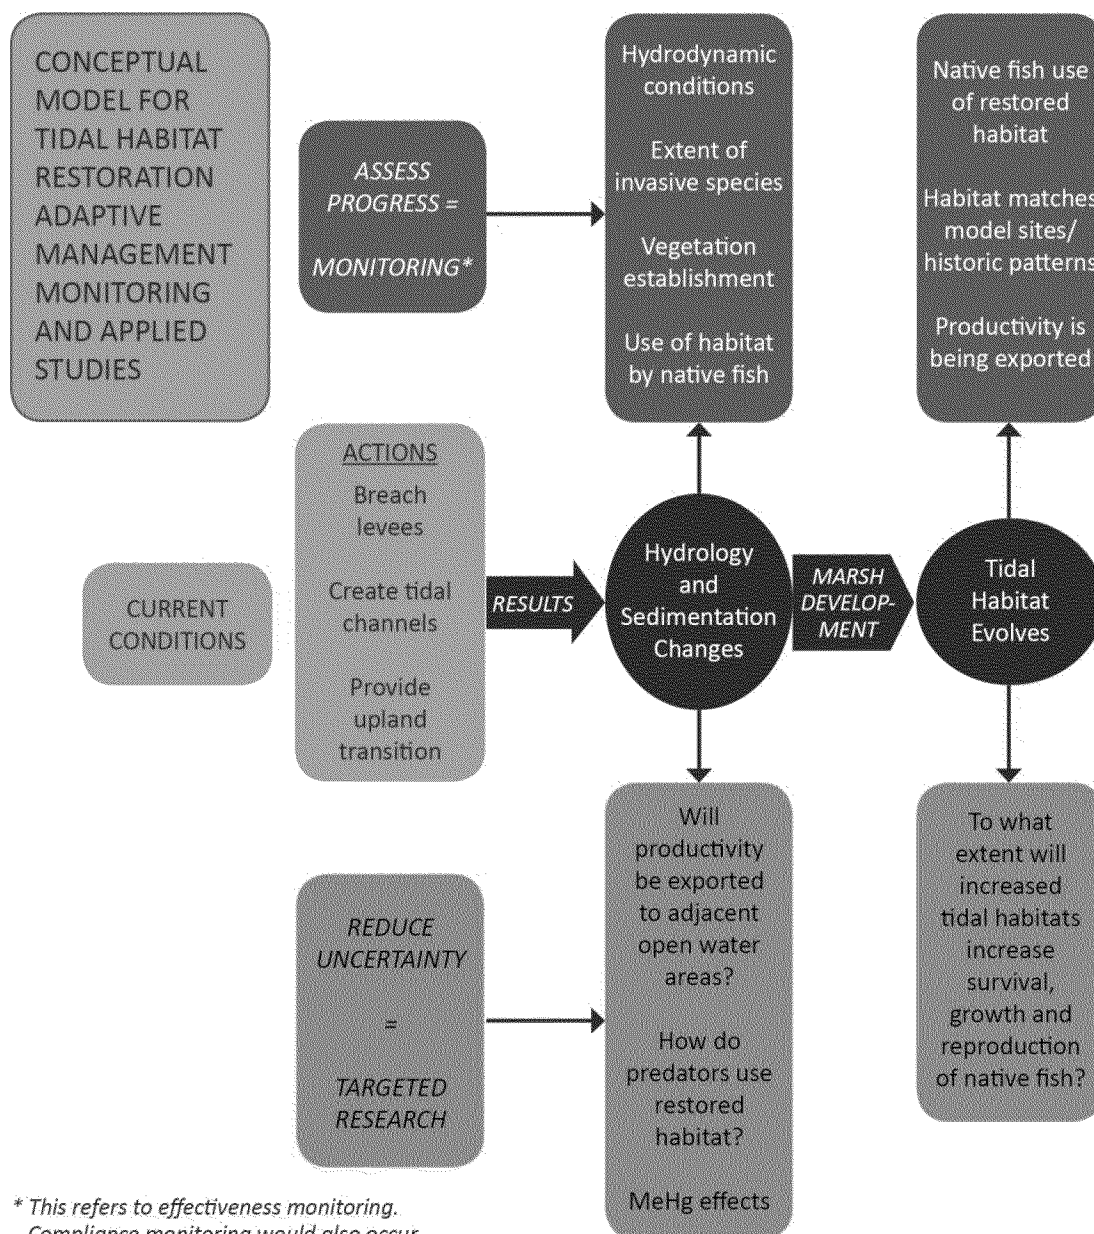 CONCEPTUAL
MODEL FOR
TIDAL HABITAT
RESTORATION
ADAPTIVE
MANAGEMENT
MONITORING
AND APPLIED
STUDIES
ASSESS
PROGRESS =
MONITORING*
Hydrodynamic
conditions
Extent of
invasive species
Vegetation
establishment
Use of habitat
by native fish
Native fish use
of restored
habitat
Habitat matches
model sites/
historic patterns
Productivity is
being exported
CURRENT
CONDITIONS
ACTIONS
Breach
levees
Create tidal
channels
Provide
upland
transition
RESULTS
Hydrology
and
Sedimentation
Changes
MARSH
DEVELOP-
MENT
Tidal
Habitat
Evolves
REDUCE
UNCERTAINTY
=
TARGETED
RESEARCH
Will
productivity
be exported
to adjacent
open water
areas?
How do
predators use
restored
habitat?
MeHg effects
To what
extent will
increased
tidal habitats
increase
survival,
growth and
reproduction
of native fish?
* This refers to effectiveness monitoring.
Compliance monitoring would also occur